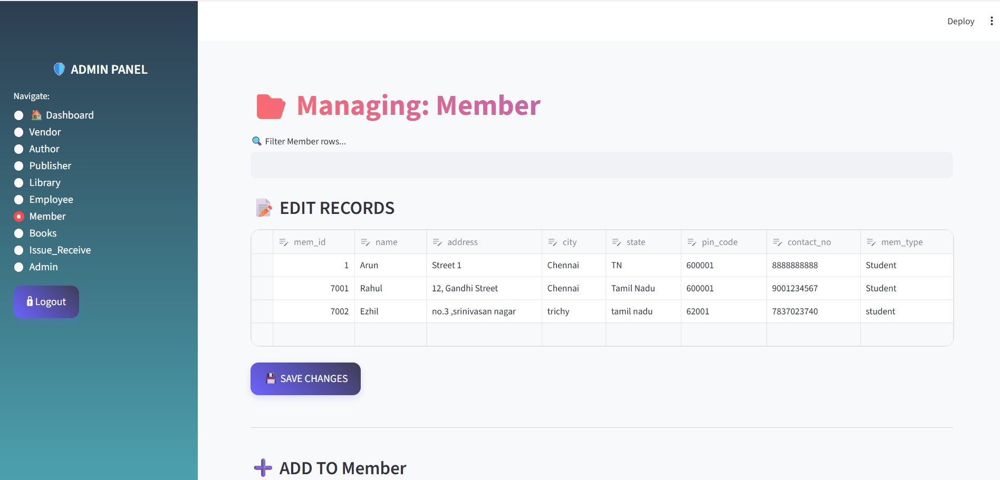 Deploy
ADMIN PANEL
Navigate:
Dashboard
Vendor
Author
Publisher
Library
Employee
Member
Books
Issue_Receive
Admin
Logout
Managing: Member
Filter Member rows...
EDIT RECORDS
mem_id name address city state pin_code contact_no mem_type
1 Arun Street 1 Chennai TN 600001 8888888888 Student
7001 Rahul 12, Gandhi Street Chennai Tamil Nadu 600001 9001234567 Student
7002 Ezhil no.3 ,srinivasan nagar trichy tamil nadu 62001 7837023740 student
SAVE CHANGES
ADD TO Member